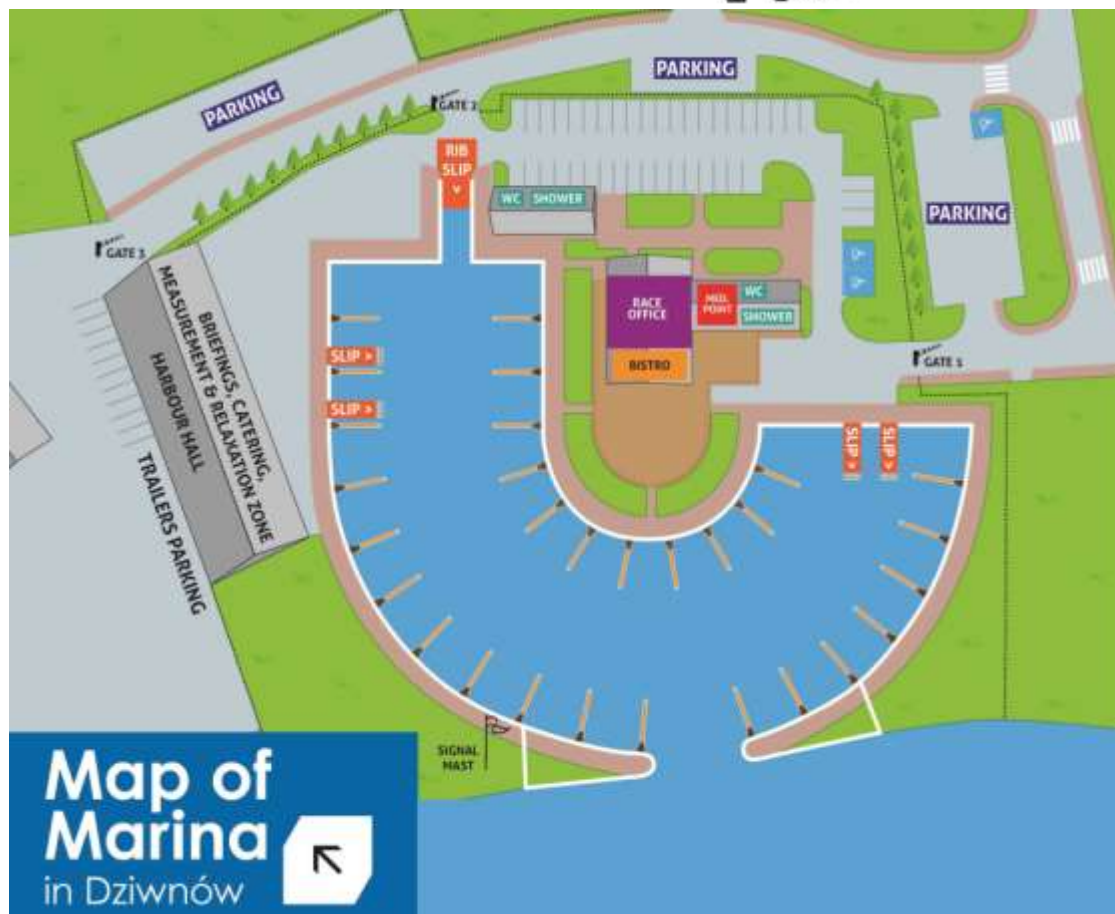 PARKING
PARKING
GATE 2
RIB
SLIP
>
WC SHOWER
PARKING
GATE 3
BRIEFINGS, CATERING,
MEASUREMENT & RELAXATION ZONE
HARBOUR HALL
TRAILERS PARKING
RACE
OFFICE
MED.
POINT
WC
SHOWER
BISTRO
GATE 1
SLIP >
SLIP >
SLIP >
SLIP >
SIGNAL
MAST
Map of
Marina
in Dziwnów